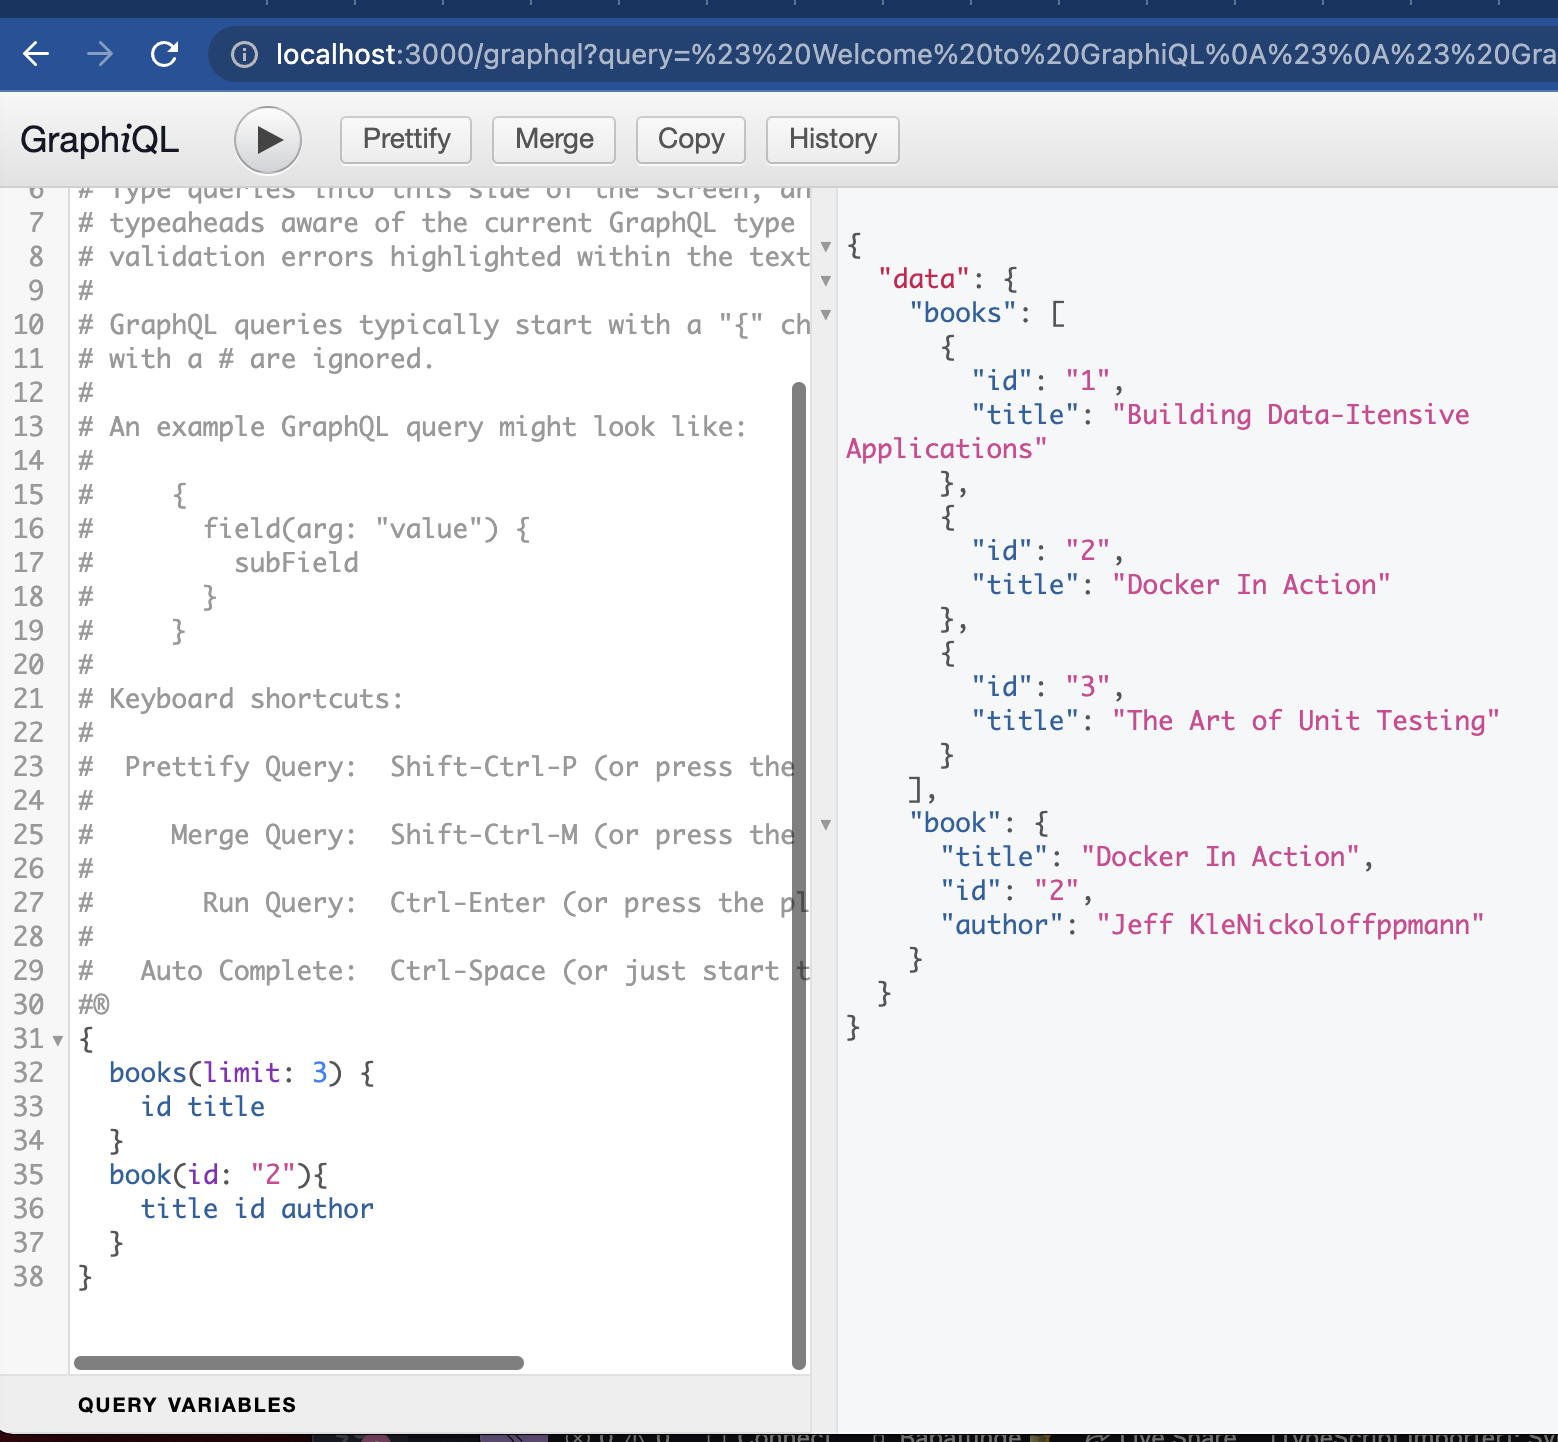 localhost:3000/graphql?query=%23%20Welcome%20to%20GraphiQL%0A%23%0A%23%20Gra
GraphiQL
Prettify
Merge
Copy
History
6 # Type queries into this side of the screen, an
7 # typeaheads aware of the current GraphQL type
8 # validation errors highlighted within the text
9 #
10 # GraphQL queries typically start with a "{" ch
11 # with a # are ignored.
12 #
13 # An example GraphQL query might look like:
14 #
15 #     {
16 #       field(arg: "value") {
17 #         subField
18 #       }
19 #     }
20 #
21 # Keyboard shortcuts:
22 #
23 #  Prettify Query:  Shift-Ctrl-P (or press the
24 #
25 #     Merge Query:  Shift-Ctrl-M (or press the
26 #
27 #       Run Query:  Ctrl-Enter (or press the pl
28 #
29 #   Auto Complete:  Ctrl-Space (or just start t
30 #®
31 {
32   books(limit: 3) {
33     id title
34   }
35   book(id: "2"){
36     title id author
37   }
38 }
QUERY VARIABLES
{
  "data": {
    "books": [
      {
        "id": "1",
        "title": "Building Data-Itensive
Applications"
      },
      {
        "id": "2",
        "title": "Docker In Action"
      },
      {
        "id": "3",
        "title": "The Art of Unit Testing"
      }
    ],
    "book": {
      "title": "Docker In Action",
      "id": "2",
      "author": "Jeff KleNickoloffppmann"
    }
  }
}